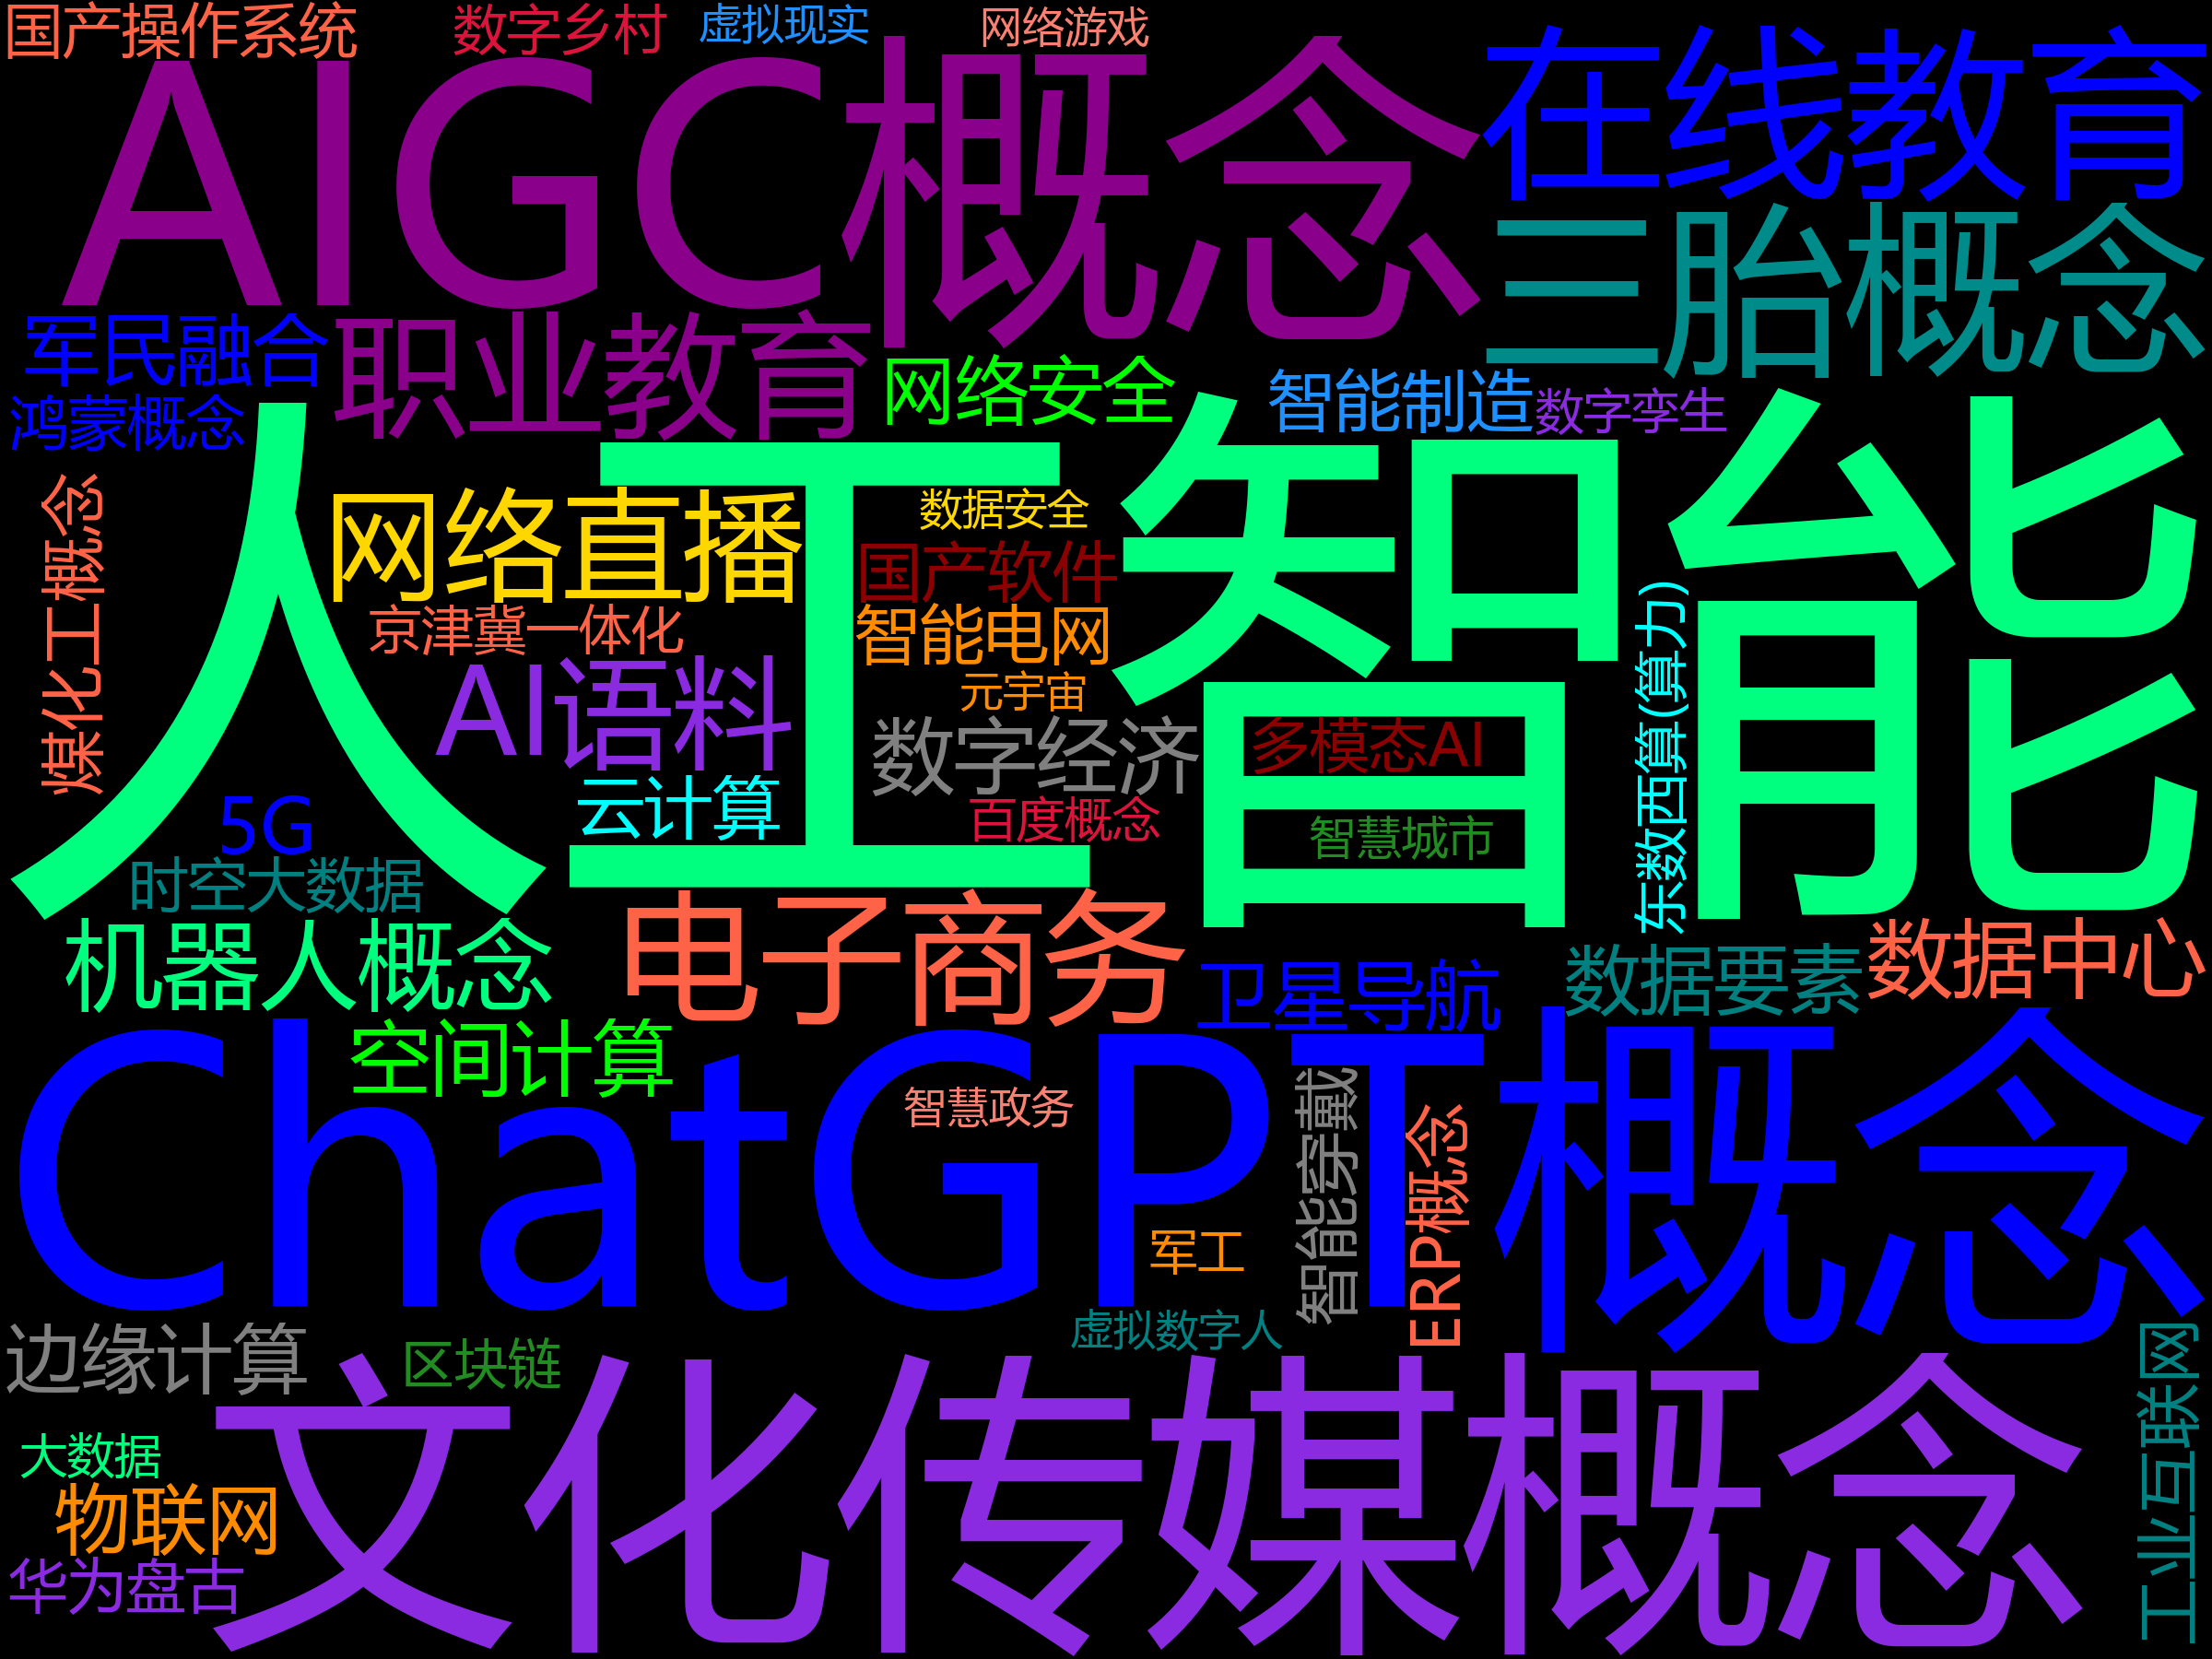 国产操作系统
数字乡村
虚拟现实
网络游戏
AIGC概念
在线教育
三胎概念
军民融合
职业教育
网络安全
智能制造
数字孪生
鸿蒙概念
人工智能
煤化工概念
网络直播
数据安全
国产软件
京津冀一体化
智能电网
东数西算(算力)
AI语料
元宇宙
数字经济
多模态AI
云计算
5G
百度概念
智慧城市
时空大数据
机器人概念
电子商务
卫星导航
数据要素
数据中心
空间计算
ChatGPT概念
智慧政务
智能穿戴
ERP概念
军工
虚拟数字人
边缘计算
区块链
文化传媒概念
工业互联网
大数据
物联网
华为盘古